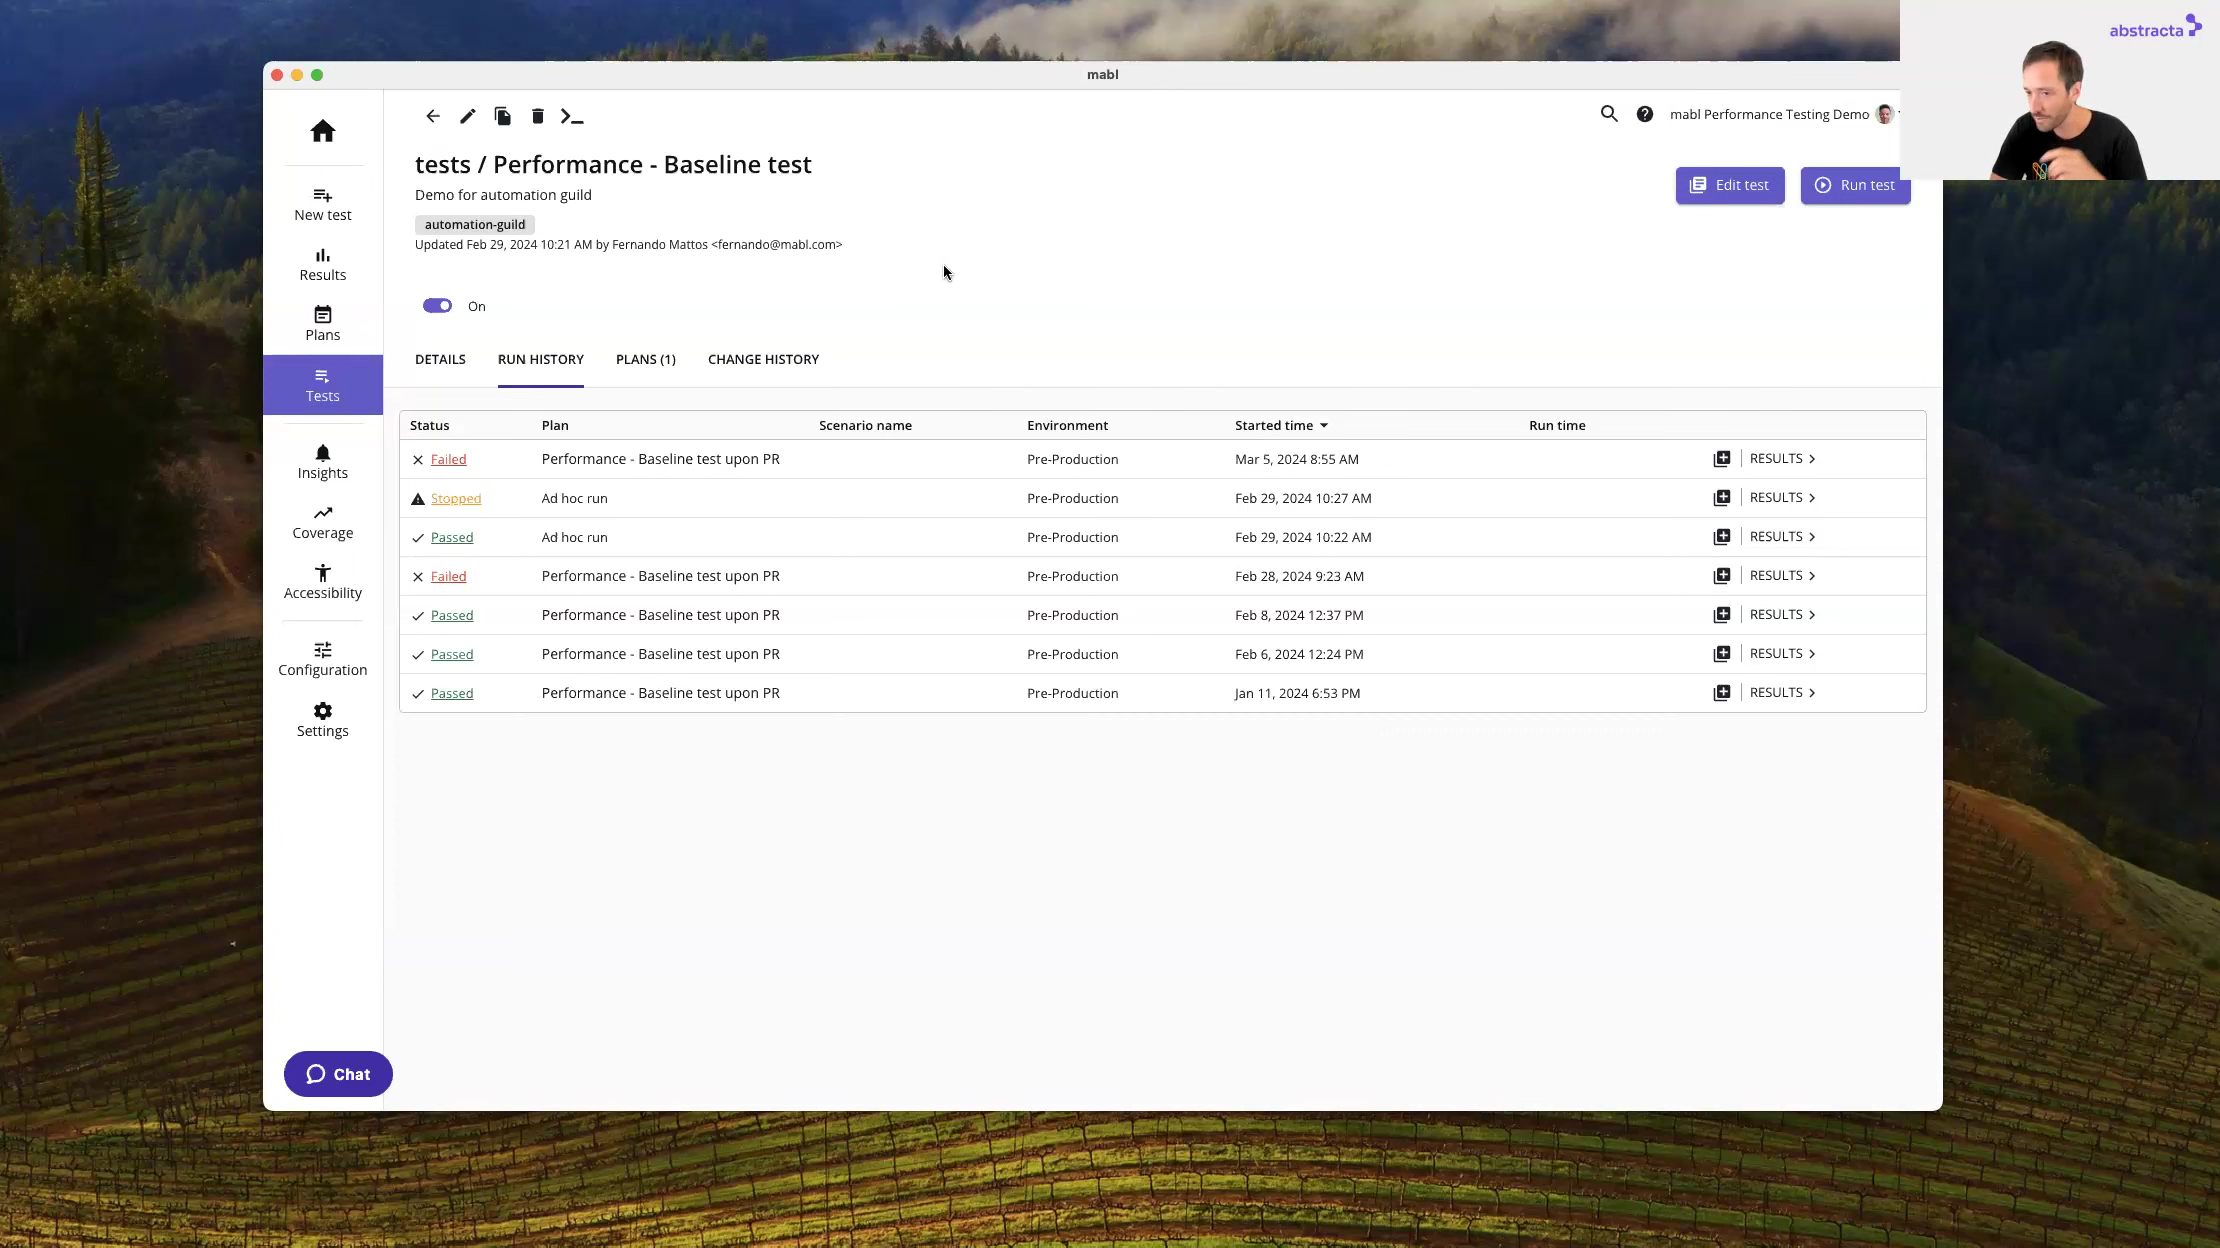 abstracta
mabl
mabl Performance Testing Demo
tests / Performance - Baseline test
Demo for automation guild
automation-guild
Updated Feb 29, 2024 10:21 AM by Fernando Mattos <fernando@mabl.com>
Edit test
Run test
On
New test
Results
Plans
Tests
Insights
Coverage
Accessibility
Configuration
Settings
Chat
DETAILS RUN HISTORY PLANS (1) CHANGE HISTORY
Status Plan Scenario name Environment Started time Run time
Failed Performance - Baseline test upon PR Pre-Production Mar 5, 2024 8:55 AM RESULTS
Stopped Ad hoc run Pre-Production Feb 29, 2024 10:27 AM RESULTS
Passed Ad hoc run Pre-Production Feb 29, 2024 10:22 AM RESULTS
Failed Performance - Baseline test upon PR Pre-Production Feb 28, 2024 9:23 AM RESULTS
Passed Performance - Baseline test upon PR Pre-Production Feb 8, 2024 12:37 PM RESULTS
Passed Performance - Baseline test upon PR Pre-Production Feb 6, 2024 12:24 PM RESULTS
Passed Performance - Baseline test upon PR Pre-Production Jan 11, 2024 6:53 PM RESULTS